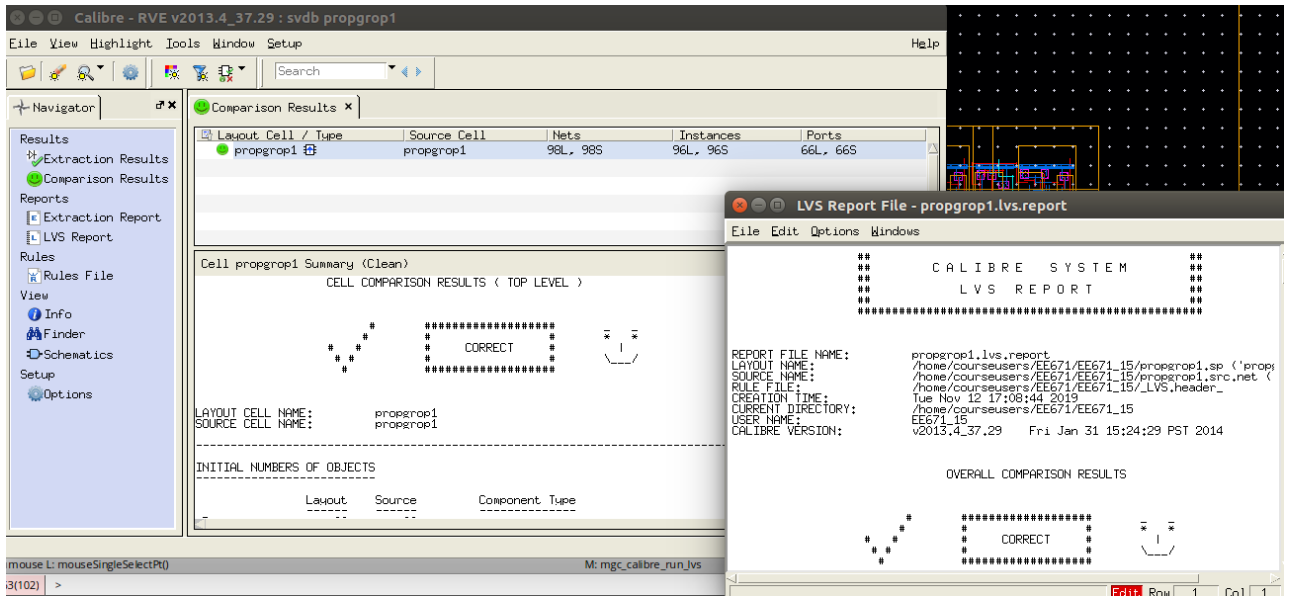 Calibre - RVE v2013.4_37.29 : svdb propgrop1
File View Highlight Tools Window Setup Help
Search
Navigator
Results
Extraction Results
Comparison Results
Reports
Extraction Report
LVS Report
Rules
Rules File
View
Info
Finder
Schematics
Setup
Options
Comparison Results
Layout Cell / Type Source Cell Nets Instances Ports
propgrop1 propgrop1 98L, 98S 96L, 96S 66L, 66S
Cell propgrop1 Summary (Clean)
CELL COMPARISON RESULTS ( TOP LEVEL )
CORRECT
LAYOUT CELL NAME: propgrop1
SOURCE CELL NAME: propgrop1
INITIAL NUMBERS OF OBJECTS
Layout Source Component Type
mouse L: mouseSingleSelectPt() M: mgc_calibre_run_lvs
3(102) >
LVS Report File - propgrop1.lvs.report
File Edit Options Windows
CALIBRE SYSTEM
LVS REPORT
REPORT FILE NAME: propgrop1.lvs.report
LAYOUT NAME: /home/courseusers/EE671/EE671_15/propgrop1.sp ('propg
SOURCE NAME: /home/courseusers/EE671/EE671_15/propgrop1.src.net (
RULE FILE: /home/courseusers/EE671/EE671_15/_LVS.header_
CREATION TIME: Tue Nov 12 17:08:44 2019
CURRENT DIRECTORY: /home/courseusers/EE671/EE671_15
USER NAME: EE671_15
CALIBRE VERSION: v2013.4_37.29 Fri Jan 31 15:24:29 PST 2014
OVERALL COMPARISON RESULTS
CORRECT
Edit Row 1 Col 1